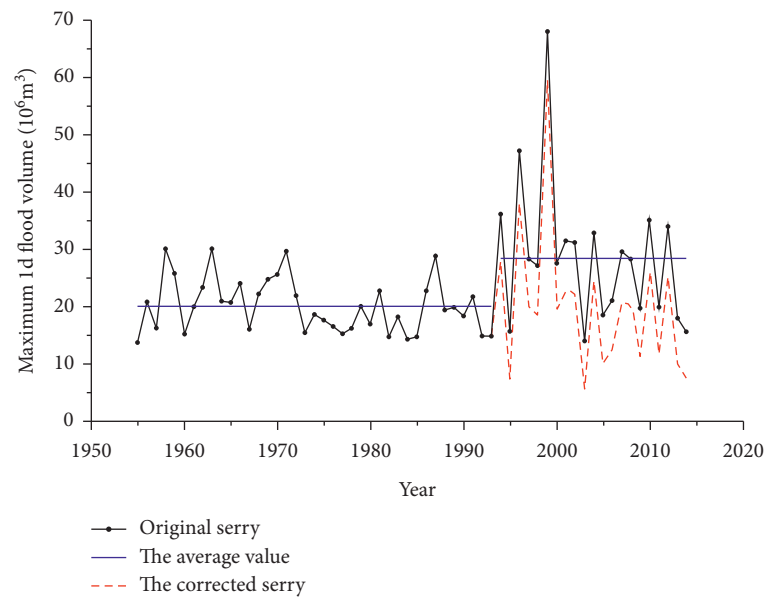 70
60
50
40
30
20
10
0
Maximum 1d flood volume (10⁶m³)
1950 1960 1970 1980 1990 2000 2010 2020
Year
Original serry
The average value
The corrected serry